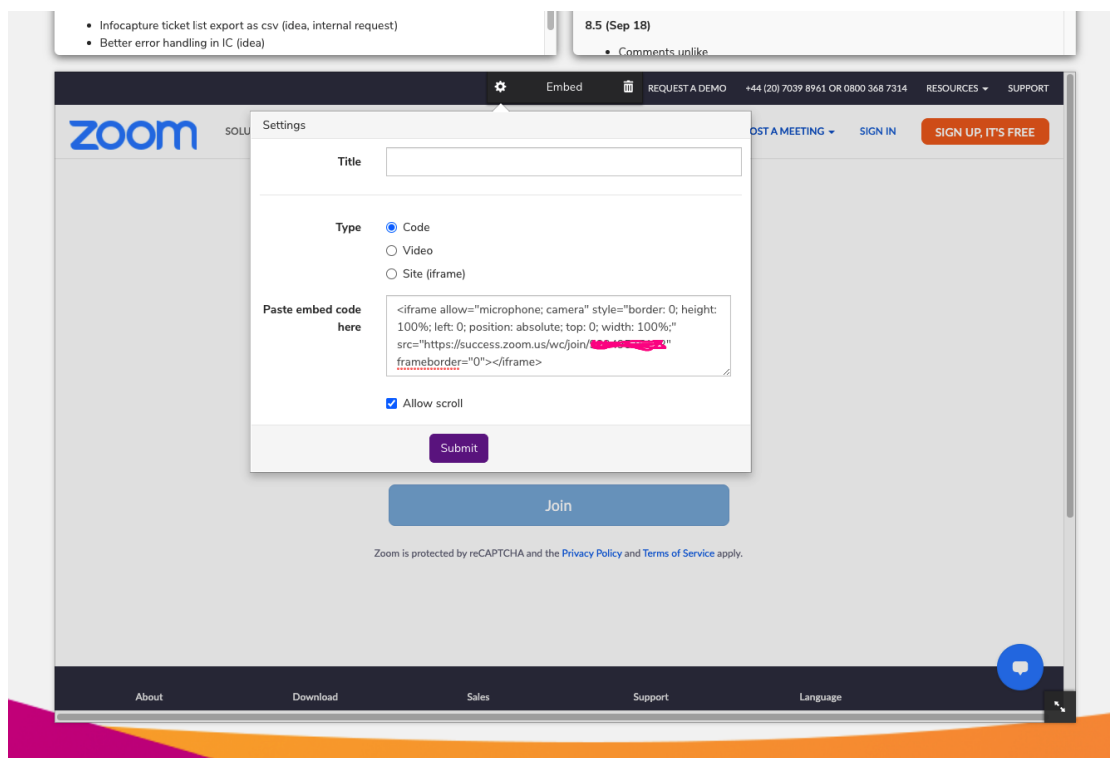 Infocapture ticket list export as csv (idea, internal request)
Better error handling in IC (idea)
8.5 (Sep 18)
Comments unlike
Embed
REQUEST A DEMO
+44 (20) 7039 8961 OR 0800 368 7314
RESOURCES
SUPPORT
zoom
SOLU
OST A MEETING
SIGN IN
SIGN UP, IT'S FREE
Settings
Title
Type
Code
Video
Site (iframe)
Paste embed code
here
<iframe allow="microphone; camera" style="border: 0; height:
100%; left: 0; position: absolute; top: 0; width: 100%;"
src="https://success.zoom.us/wc/join/
frameborder="0"></iframe>
Allow scroll
Submit
Join
Zoom is protected by reCAPTCHA and the Privacy Policy and Terms of Service apply.
About
Download
Sales
Support
Language